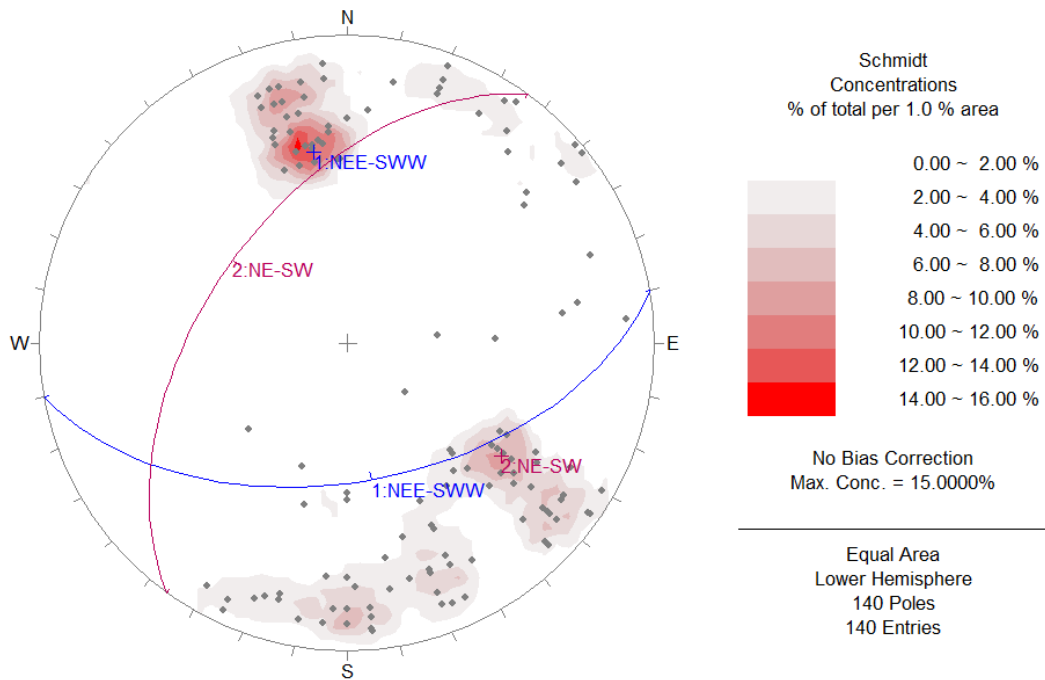 N
W
E
S
1:NEE-SWW
2:NE-SW
2:NE-SW
1:NEE-SWW
Schmidt
Concentrations
% of total per 1.0 % area
0.00 ~ 2.00 %
2.00 ~ 4.00 %
4.00 ~ 6.00 %
6.00 ~ 8.00 %
8.00 ~ 10.00 %
10.00 ~ 12.00 %
12.00 ~ 14.00 %
14.00 ~ 16.00 %
No Bias Correction
Max. Conc. = 15.0000%
Equal Area
Lower Hemisphere
140 Poles
140 Entries